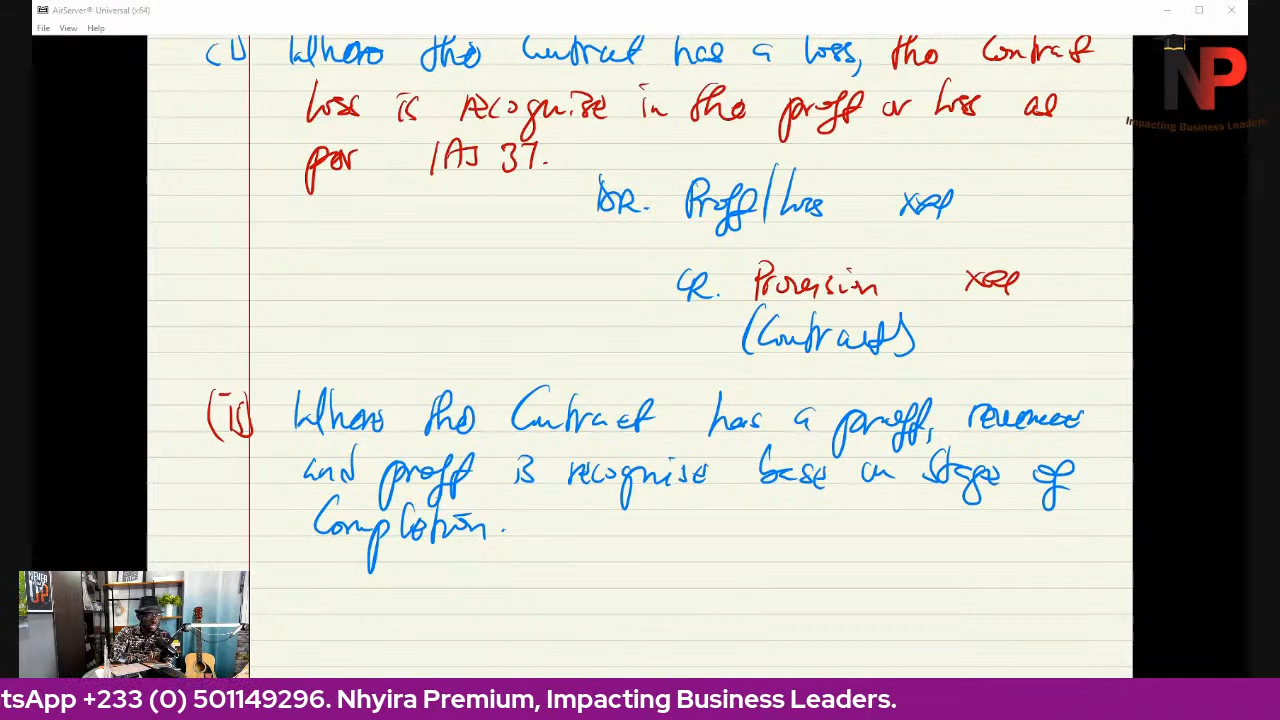 AirServer® Universal (x64)
File View Help
(i) Where the Contract has a loss, the Contract
loss is recognise in the profit or loss as
per IAS 37.
DR. Profit/Loss xxx
CR. Provision xxx
(Contract)
(ii) Where the Contract has a profit, revenue
and profit is recognise base on stage of
Completion.
NP
Impacting Business Leaders
tsApp +233 (0) 501149296. Nhyira Premium, Impacting Business Leaders.